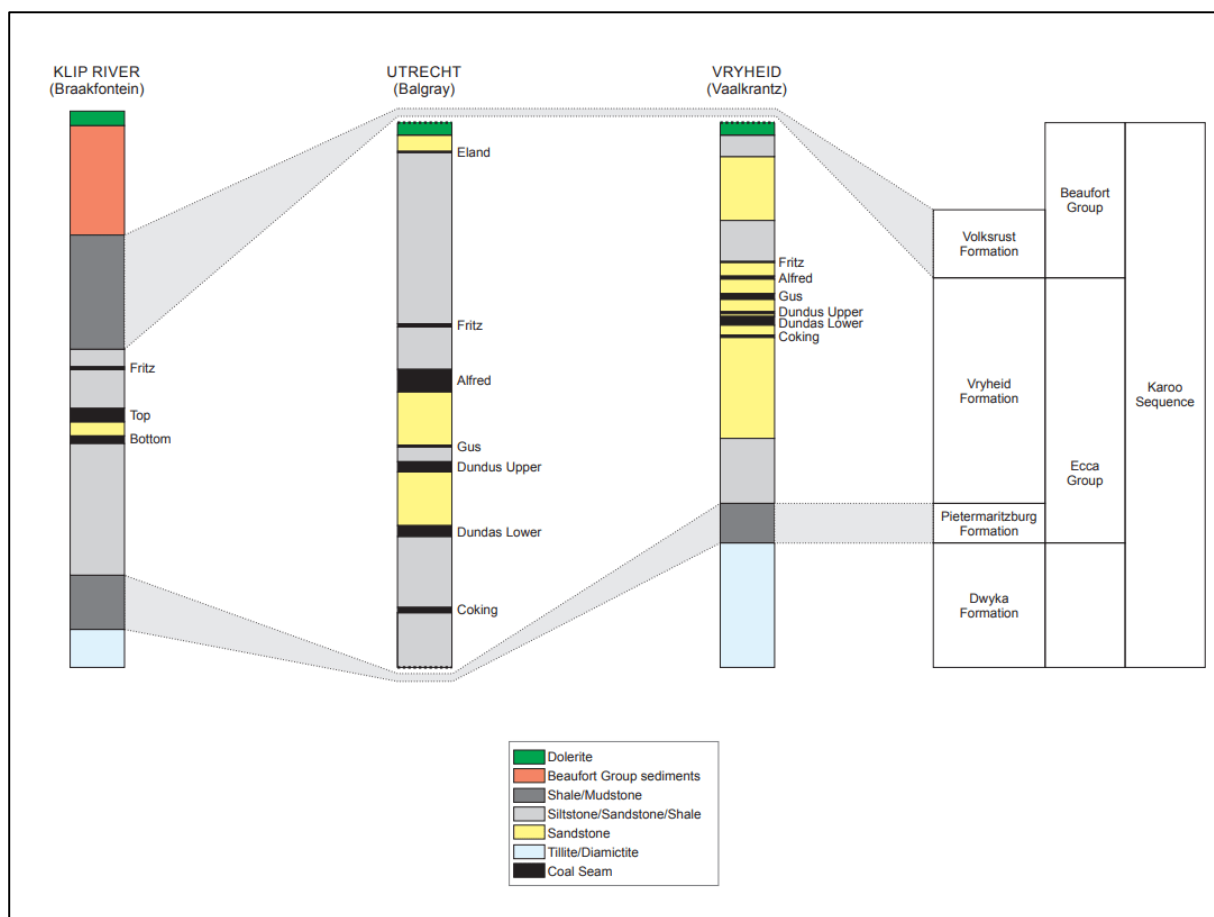 KLIP RIVER
(Braakfontein)
UTRECHT
(Balgray)
VRYHEID
(Vaalkrantz)
Fritz
Top
Bottom
Eland
Fritz
Alfred
Gus
Dundus Upper
Dundas Lower
Coking
Fritz
Alfred
Gus
Dundus Upper
Dundas Lower
Coking
Volksrust
Formation
Vryheid
Formation
Pietermaritzburg
Formation
Dwyka
Formation
Beaufort
Group
Ecca
Group
Karoo
Sequence
Dolerite
Beaufort Group sediments
Shale/Mudstone
Siltstone/Sandstone/Shale
Sandstone
Tillite/Diamictite
Coal Seam